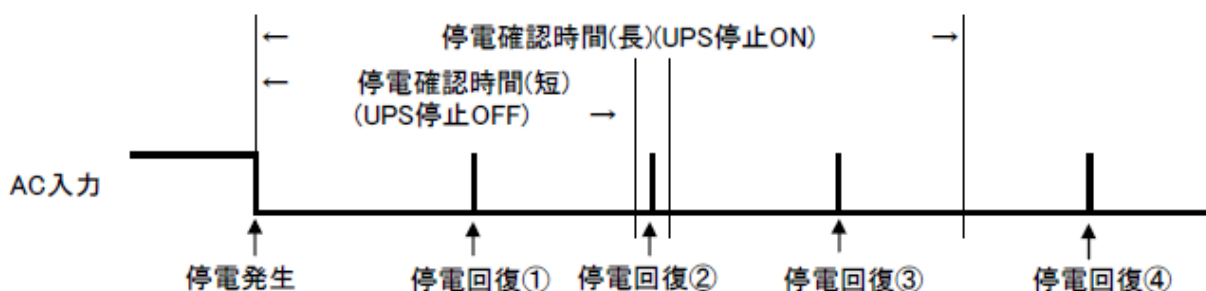 ← 停電確認時間(長)(UPS停止ON) →
← 停電確認時間(短)
(UPS停止OFF) →
AC入力
停電発生 停電回復① 停電回復② 停電回復③ 停電回復④